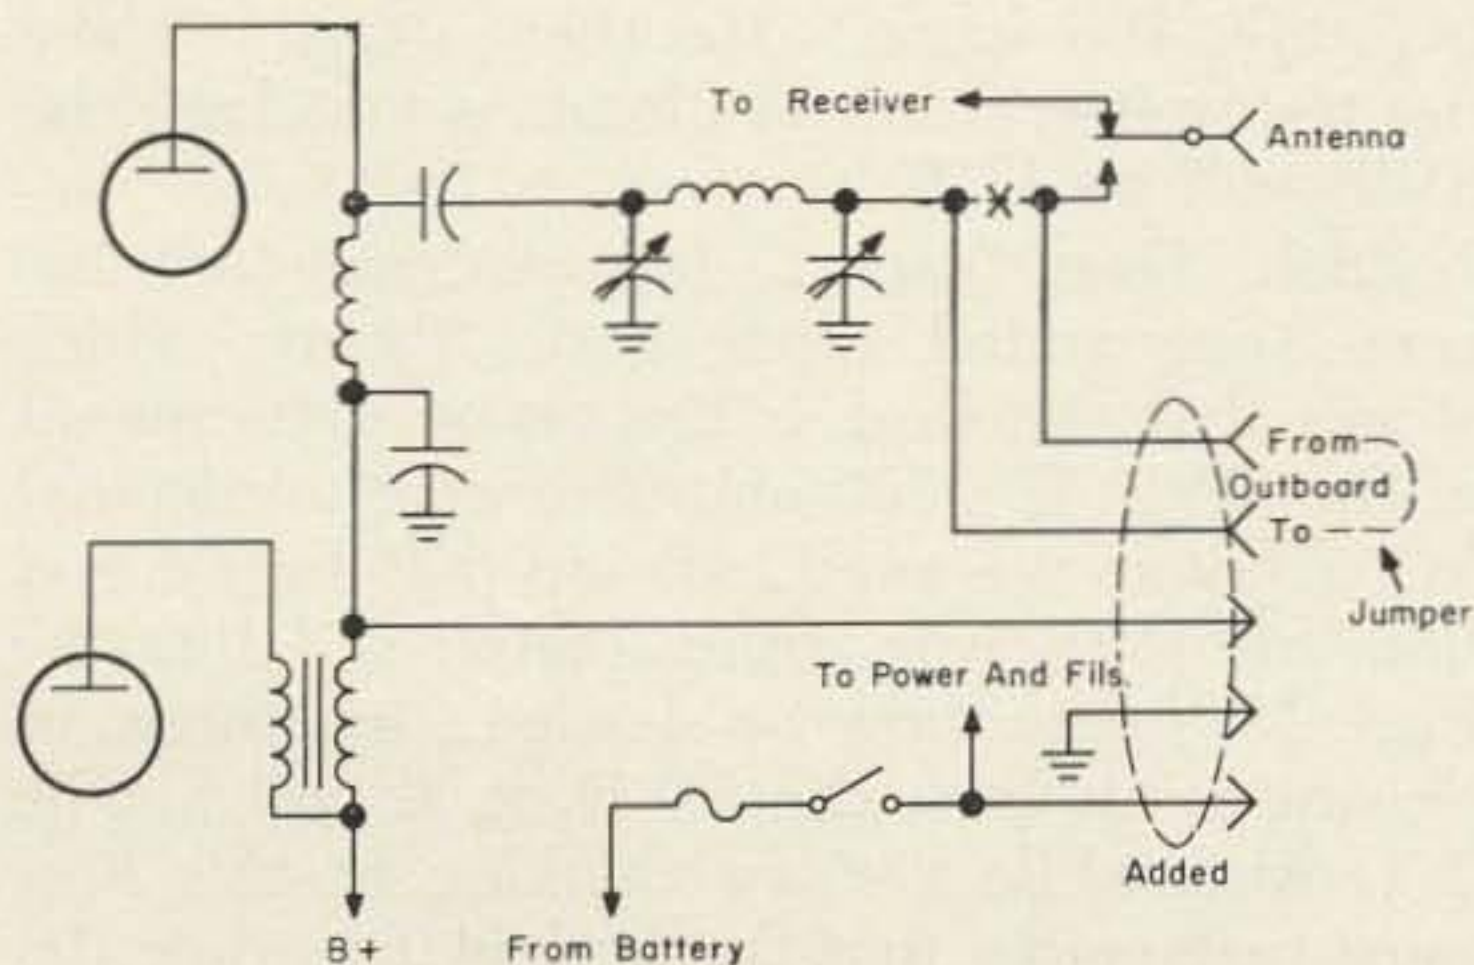 To Receiver
Antenna
From
Outboard
To
Jumper
To Power And Fils.
Added
B+
From Battery